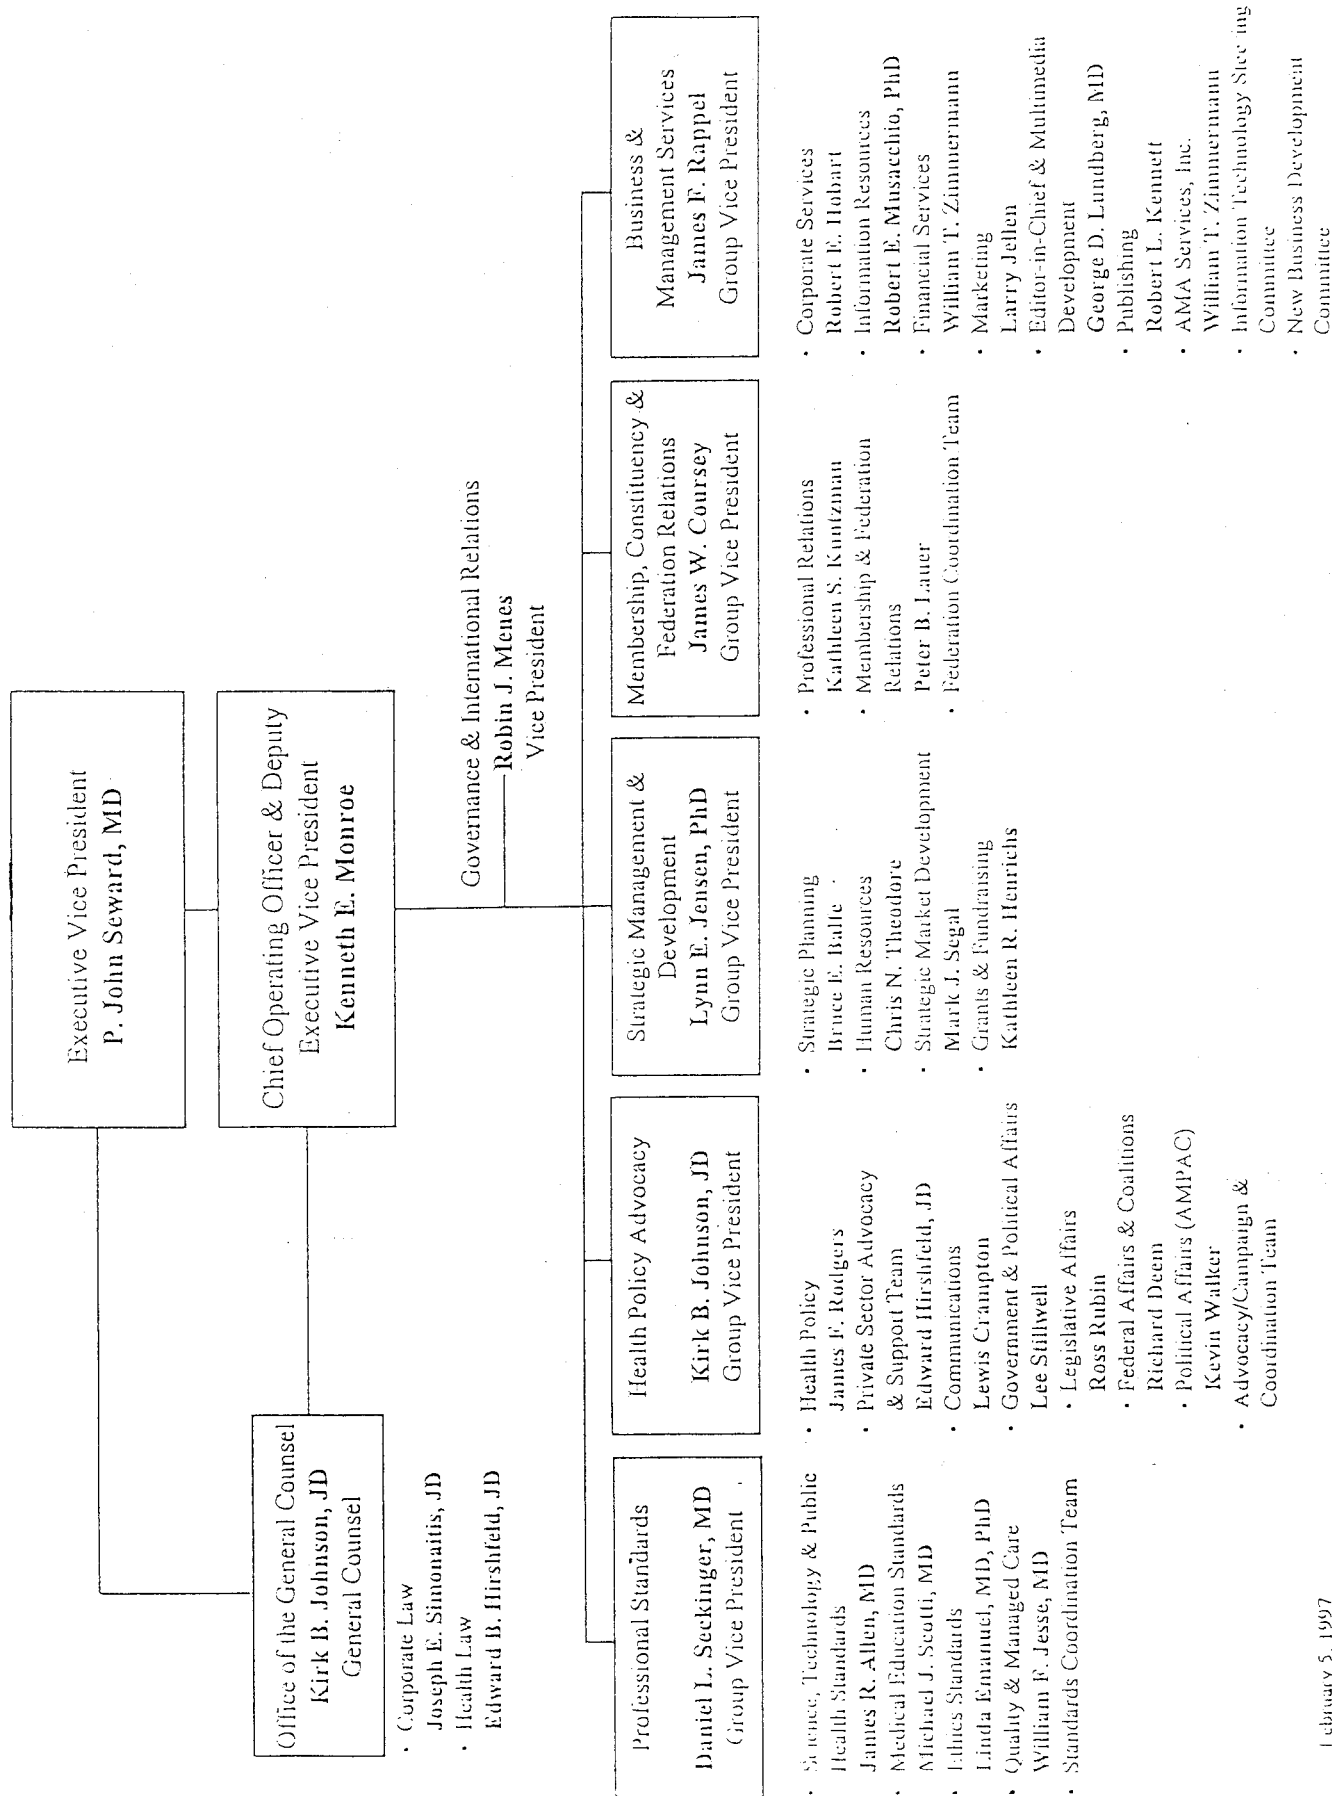 Executive Vice President
P. John Seward, MD
Chief Operating Officer & Deputy
Executive Vice President
Kenneth E. Monroe
Office of the General Counsel
Kirk B. Johnson, JD
General Counsel
· Corporate Law
Joseph E. Simonaitis, JD
· Health Law
Edward B. Hirshfeld, JD
Governance & International Relations
Robin J. Menes
Vice President
Professional Standards
Daniel L. Seckinger, MD
Group Vice President
· Science, Technology & Public
Health Standards
James R. Allen, MD
· Medical Education Standards
Michael J. Scotti, MD
· Ethics Standards
Linda Emanuel, MD, PhD
· Quality & Managed Care
William F. Jesse, MD
· Standards Coordination Team
Health Policy Advocacy
Kirk B. Johnson, JD
Group Vice President
· Health Policy
James F. Rodgers
· Private Sector Advocacy
& Support Team
Edward Hirshfeld, JD
· Communications
Lewis Crampton
· Government & Political Affairs
Lee Stillwell
· Legislative Affairs
Ross Rubin
· Federal Affairs & Coalitions
Richard Deem
· Political Affairs (AMPAC)
Kevin Walker
· Advocacy/Campaign &
Coordination Team
Strategic Management &
Development
Lynn E. Jensen, PhD
Group Vice President
· Strategic Planning
Bruce E. Balfe
· Human Resources
Chris N. Theodore
· Strategic Market Development
Mark J. Segal
· Grants & Fundraising
Kathleen R. Henrichs
Membership, Constituency &
Federation Relations
James W. Coursey
Group Vice President
· Professional Relations
Kathleen S. Kuntzman
· Membership & Federation
Relations
Peter B. Lauer
· Federation Coordination Team
Business &
Management Services
James F. Rappel
Group Vice President
· Corporate Services
Robert E. Hobart
· Information Resources
Robert E. Musacchio, PhD
· Financial Services
William T. Zimmermann
· Marketing
Larry Jellen
· Editor-in-Chief & Multimedia
Development
George D. Lundberg, MD
· Publishing
Robert L. Kennett
· AMA Services, Inc.
William T. Zimmermann
· Information Technology Steering
Committee
· New Business Development
Committee
February 5, 1997